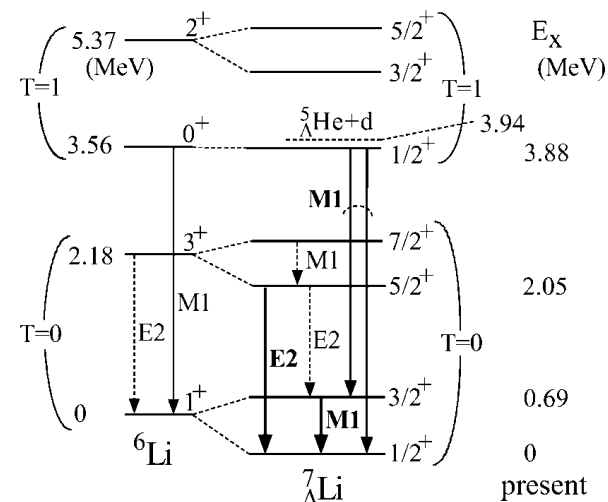 2⁺ 5/2⁺ Eₓ
5.37
(MeV) 3/2⁺ (MeV)
T=1 T=1
⁵_ΛHe+d 3.94
0⁺
3.56 1/2⁺ 3.88
M1
3⁺ 7/2⁺
2.18 M1
5/2⁺ 2.05
M1
T=0 E2 E2 E2 T=0
1⁺ 3/2⁺ 0.69
0 M1
⁶Li 1/2⁺ 0
⁷_ΛLi present